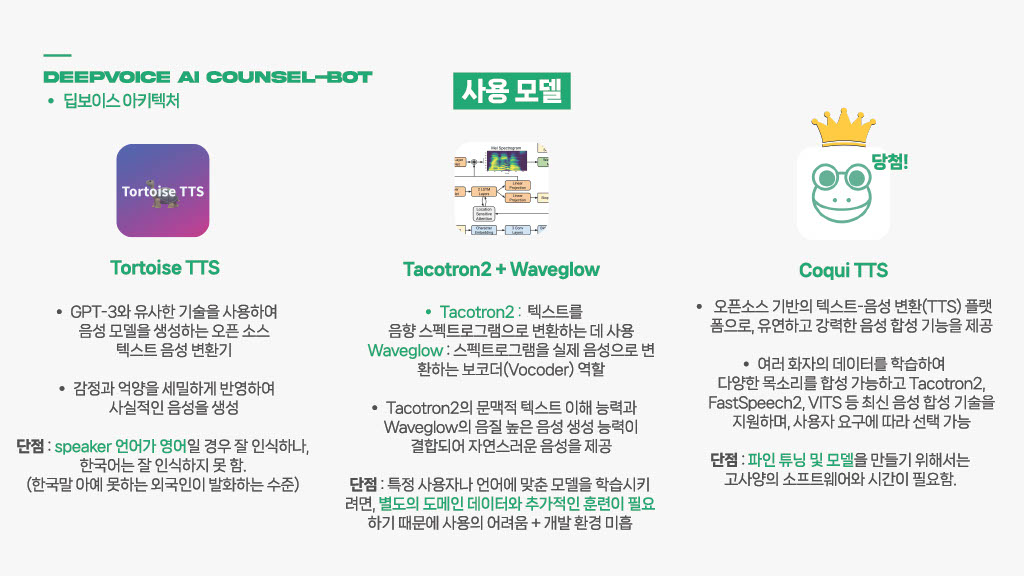 DEEPVOICE AI COUNSEL-BOT
• 딥보이스 아키텍처
사용 모델
Tortoise TTS
Tortoise TTS
• GPT-3와 유사한 기술을 사용하여
음성 모델을 생성하는 오픈 소스
텍스트 음성 변환기
• 감정과 억양을 세밀하게 반영하여
사실적인 음성을 생성
단점 : speaker 언어가 영어일 경우 잘 인식하나,
한국어는 잘 인식하지 못 함.
(한국말 아예 못하는 외국인이 발화하는 수준)
Mel Spectrogram
2 LSTM
Layers
Linear
Projection
Linear
Projection
Location
Sensitive
Attention
Character
Embedding
3 Conv
Layers
Tacotron2 + Waveglow
• Tacotron2 : 텍스트를
음향 스펙트로그램으로 변환하는 데 사용
Waveglow : 스펙트로그램을 실제 음성으로 변
환하는 보코더(Vocoder) 역할
• Tacotron2의 문맥적 텍스트 이해 능력과
Waveglow의 음질 높은 음성 생성 능력이
결합되어 자연스러운 음성을 제공
단점 : 특정 사용자나 언어에 맞춘 모델을 학습시키
려면, 별도의 도메인 데이터와 추가적인 훈련이 필요
하기 때문에 사용의 어려움 + 개발 환경 미흡
당첨!
Coqui TTS
• 오픈소스 기반의 텍스트-음성 변환(TTS) 플랫
폼으로, 유연하고 강력한 음성 합성 기능을 제공
• 여러 화자의 데이터를 학습하여
다양한 목소리를 합성 가능하고 Tacotron2,
FastSpeech2, VITS 등 최신 음성 합성 기술을
지원하며, 사용자 요구에 따라 선택 가능
단점 : 파인 튜닝 및 모델을 만들기 위해서는
고사양의 소프트웨어와 시간이 필요함.